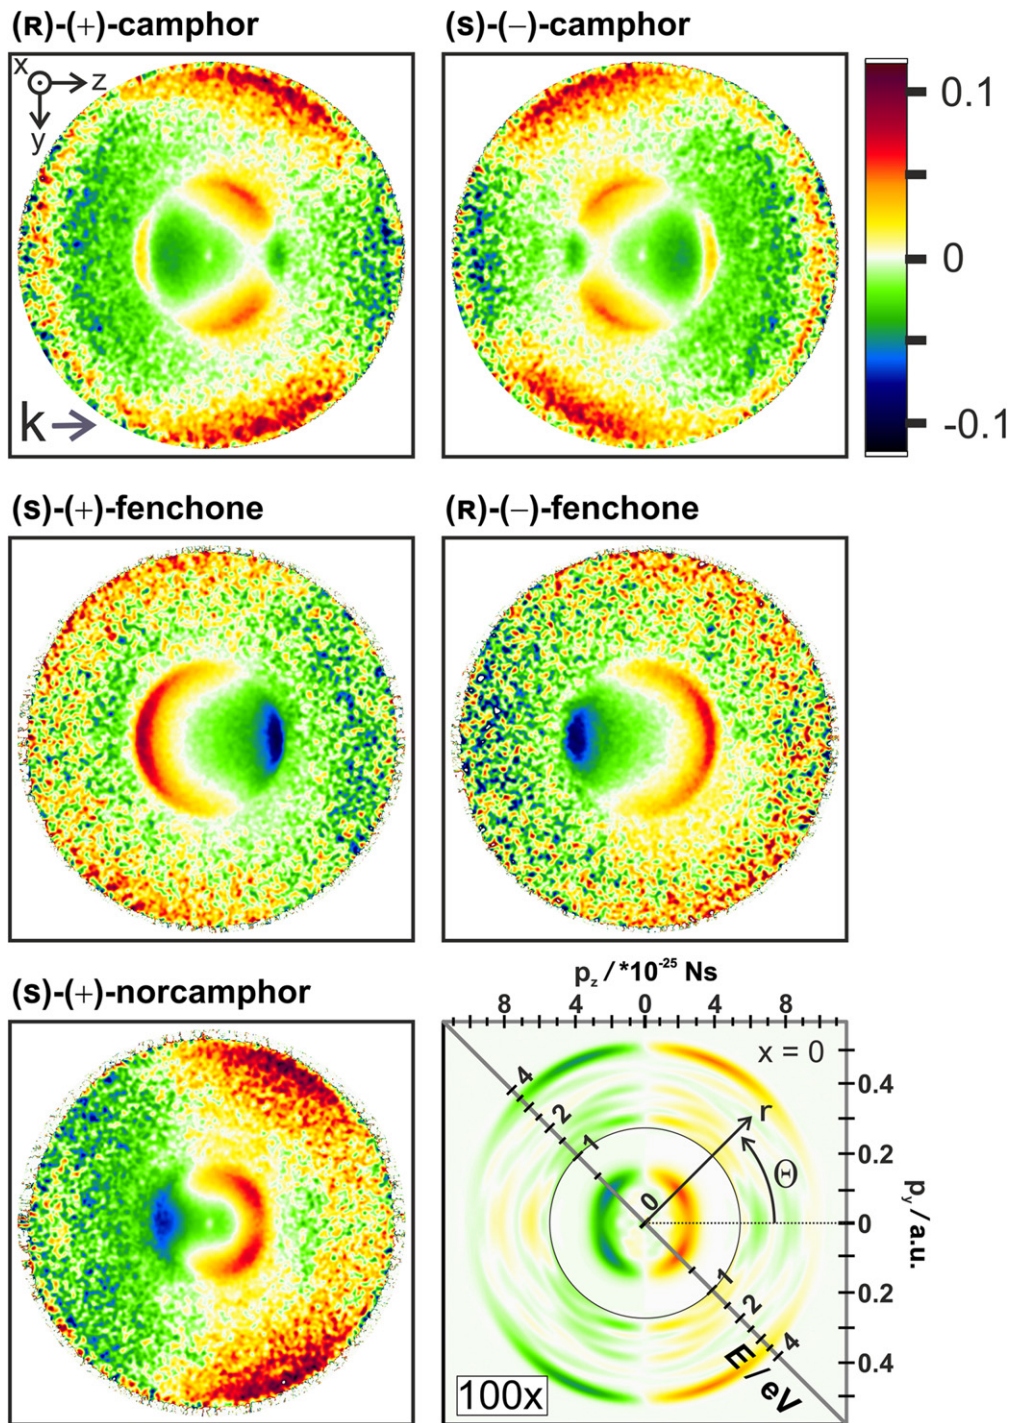 (R)-(+)-camphor
(S)-(−)-camphor
x
z
y
k
0.1
0
-0.1
(S)-(+)-fenchone
(R)-(−)-fenchone
(S)-(+)-norcamphor
p_z / *10^-25 Ns
8 4 0 4 8
x = 0
4
2
1
0
1
2
4
E / eV
r
Θ
0.4
0.2
0
0.2
0.4
p_y / a.u.
100x